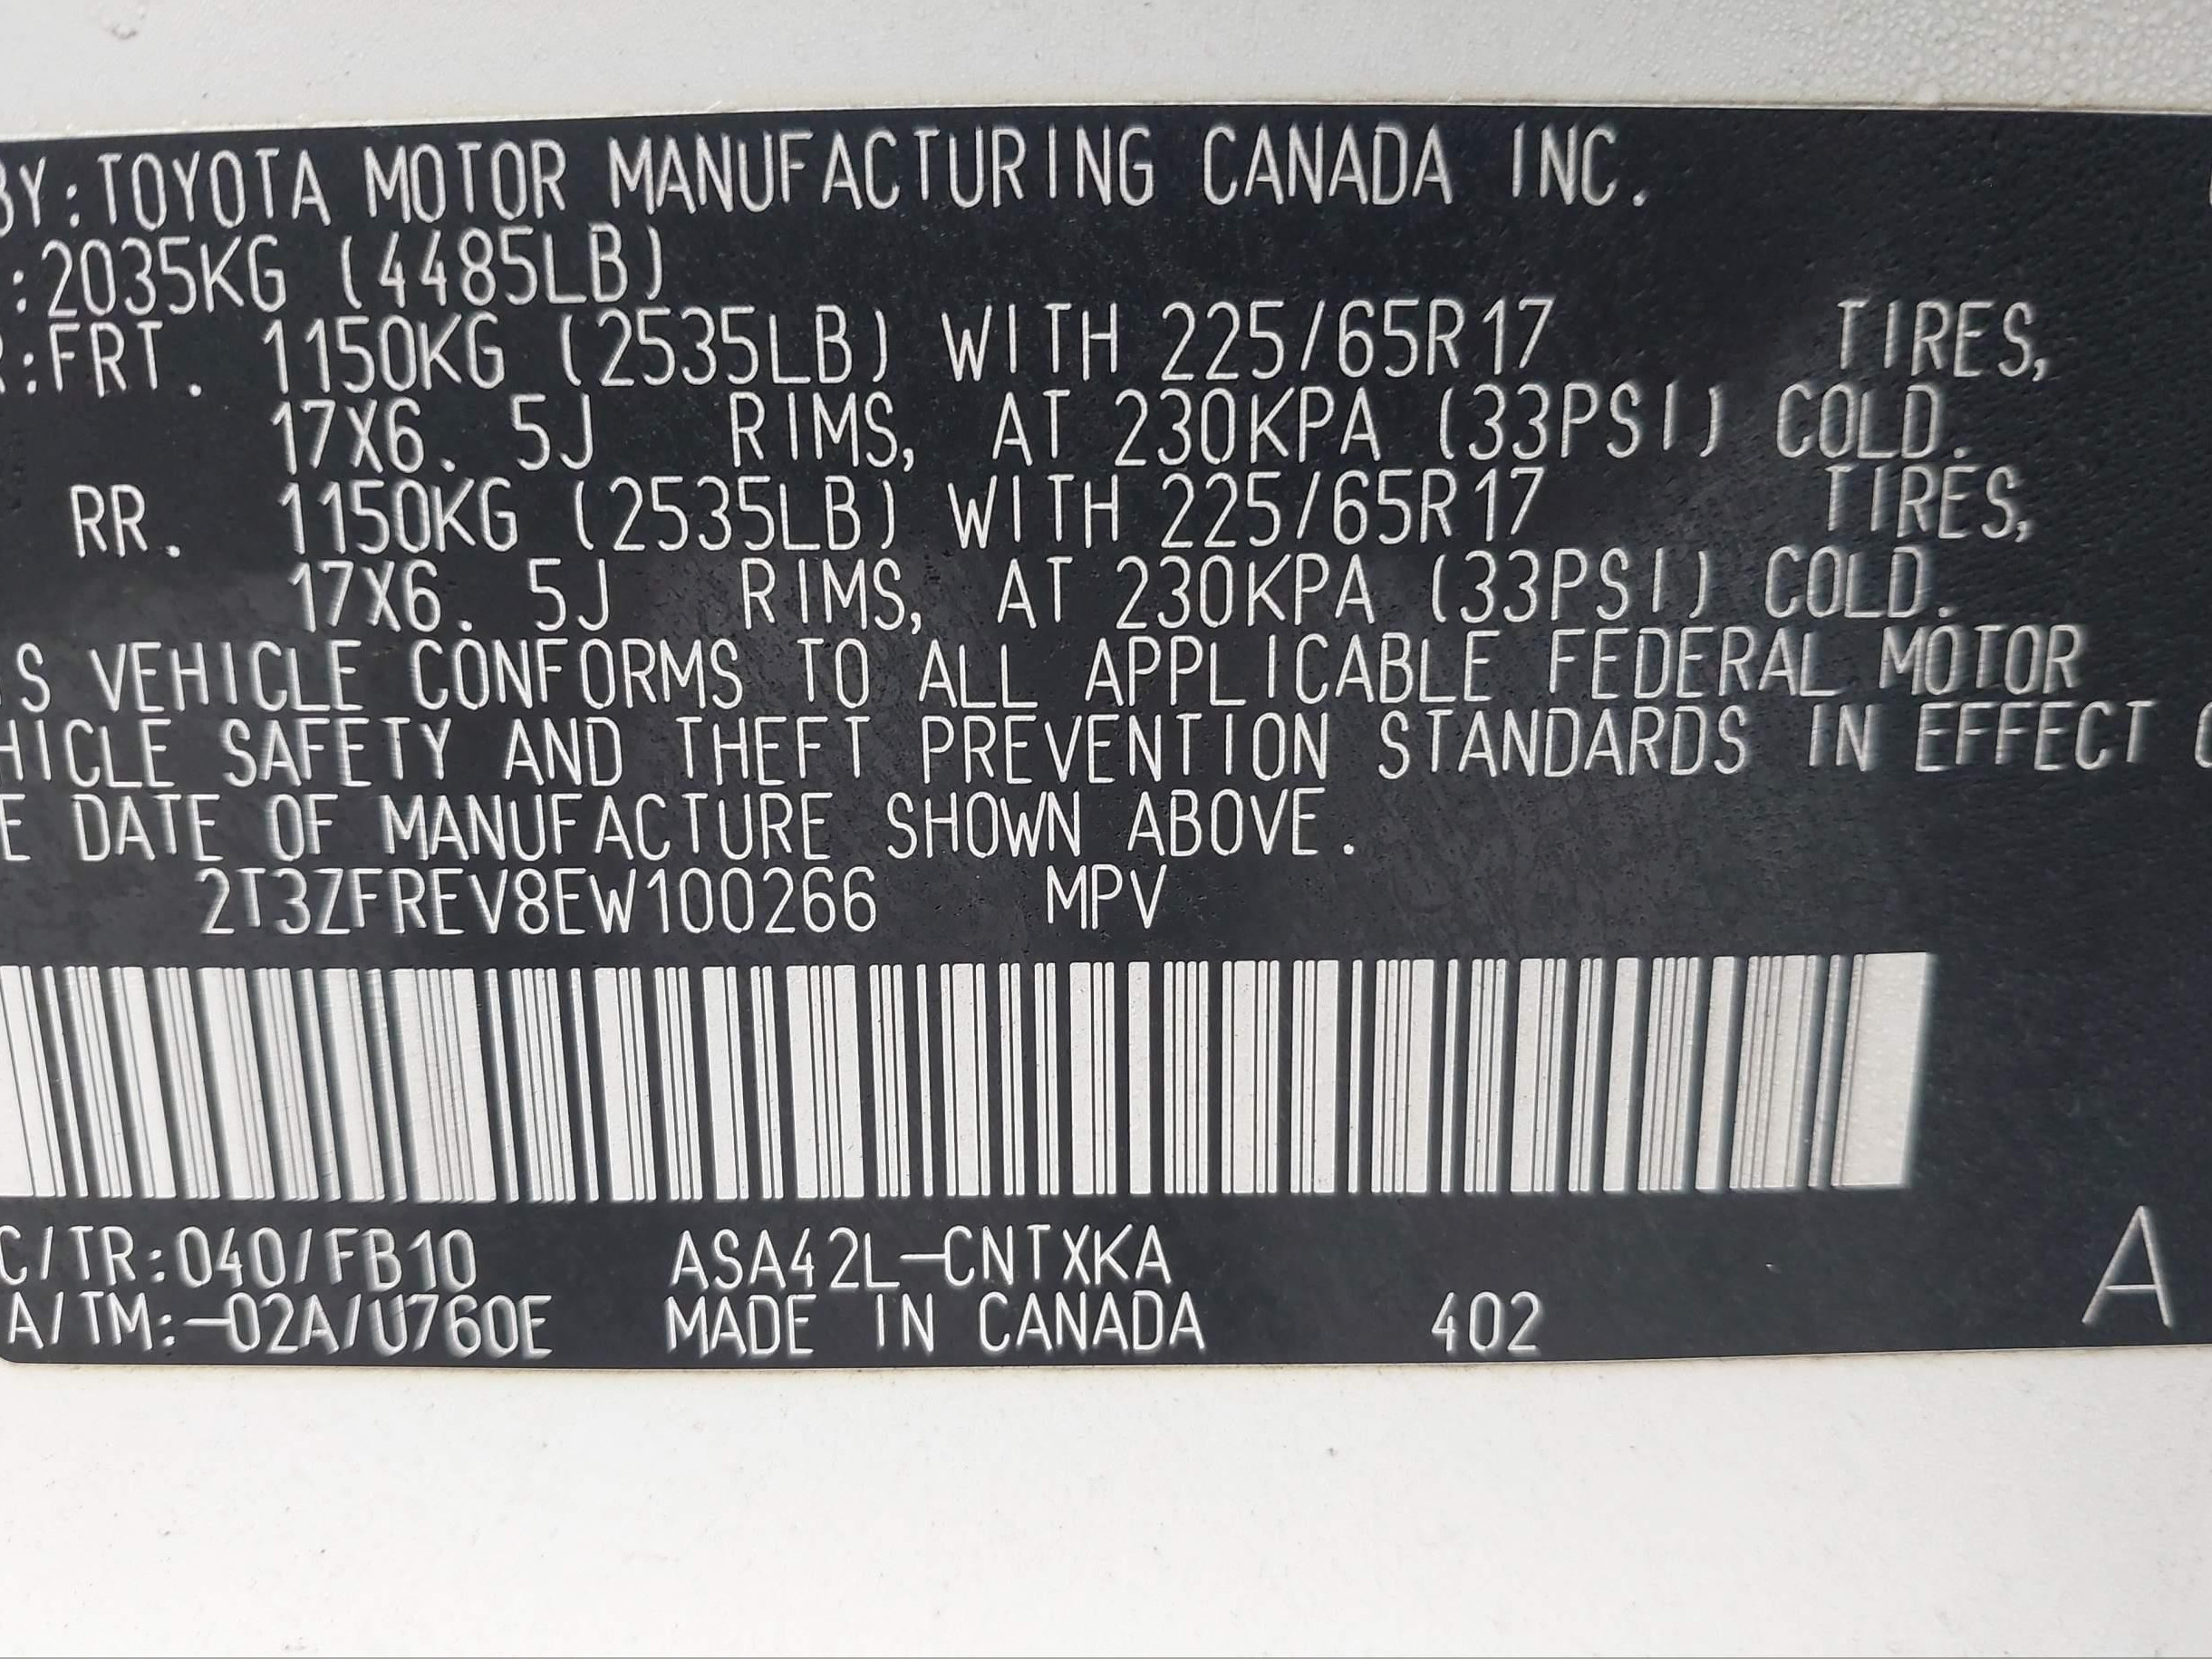 BY:TOYOTA MOTOR MANUFACTURING CANADA INC.
:2035KG (4485LB)
R:FRT. 1150KG (2535LB) WITH 225/65R17 TIRES,
17X6. 5J RIMS, AT 230KPA (33PSI) COLD.
RR. 1150KG (2535LB) WITH 225/65R17 TIRES,
17X6. 5J RIMS, AT 230KPA (33PSI) COLD.
IS VEHICLE CONFORMS TO ALL APPLICABLE FEDERAL MOTOR
HICLE SAFETY AND THEFT PREVENTION STANDARDS IN EFFECT
E DATE OF MANUFACTURE SHOWN ABOVE.
2T3ZFREV8EW100266 MPV
C/TR:040/FB10 ASA42L-CNTXKA
A/TM:-02A/U760E MADE IN CANADA 402 A